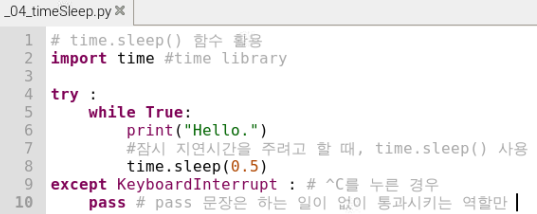 _04_timeSleep.py ✖
1 # time.sleep() 함수 활용
2 import time #time library
3
4 try :
5     while True:
6         print("Hello.")
7         #잠시 지연시간을 주려고 할 때, time.sleep() 사용
8         time.sleep(0.5)
9 except KeyboardInterrupt : # ^C를 누른 경우
10     pass # pass 문장은 하는 일이 없이 통과시키는 역할만